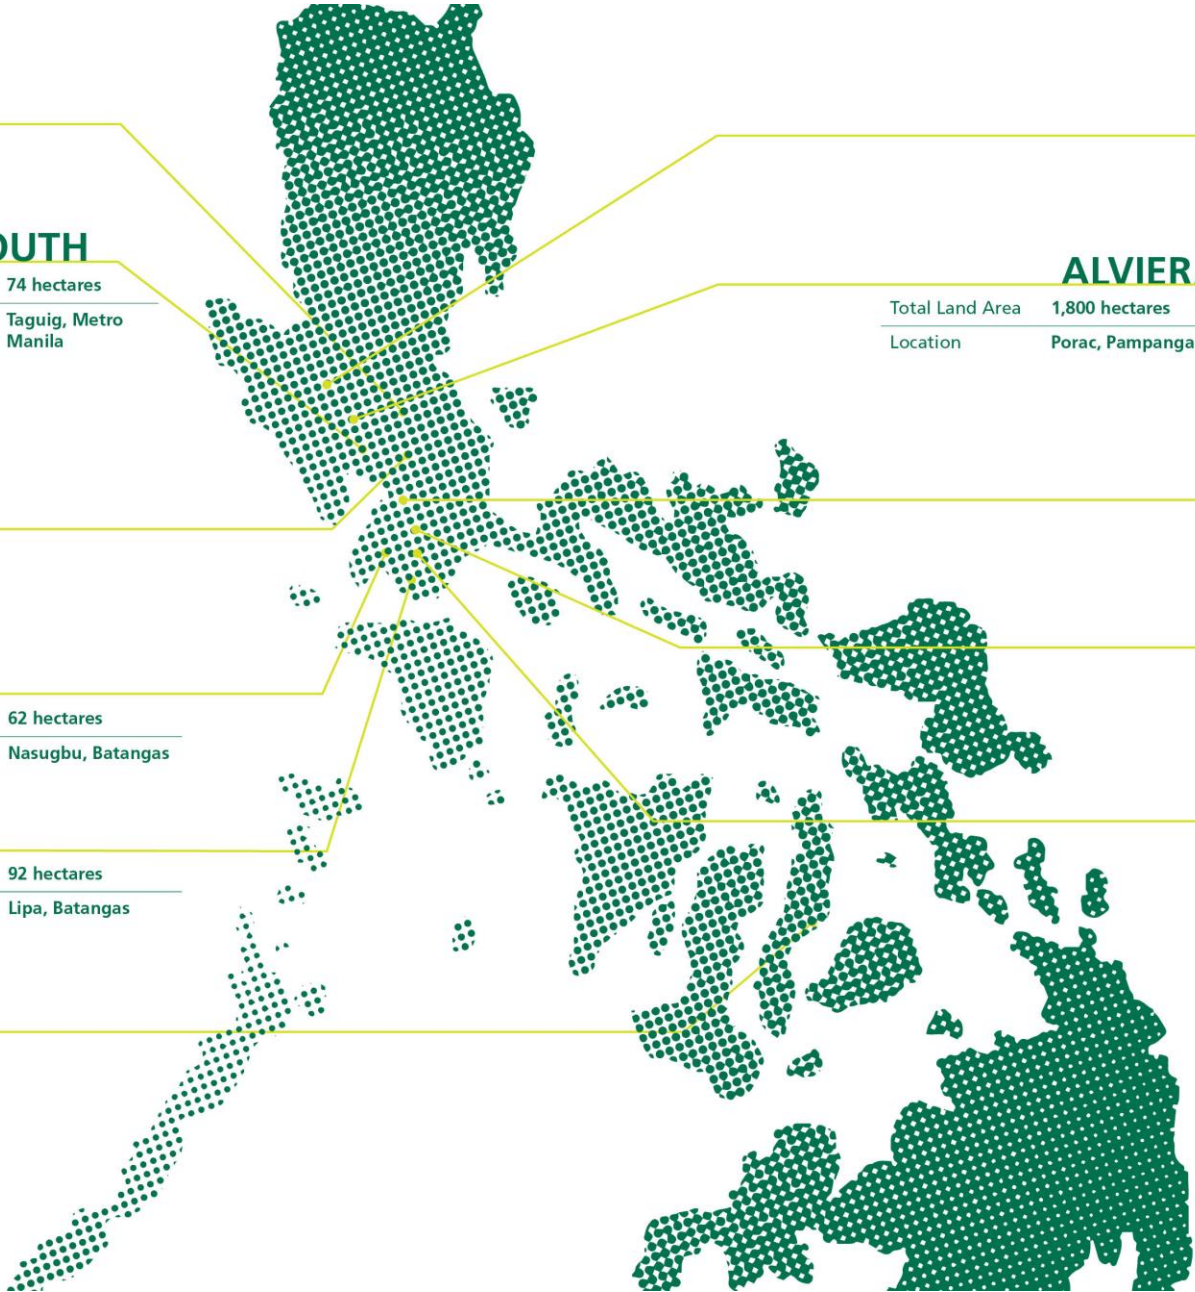 OUTH
74 hectares
Taguig, Metro
Manila
ALVIER
Total Land Area 1,800 hectares
Location Porac, Pampanga
62 hectares
Nasugbu, Batangas
92 hectares
Lipa, Batangas